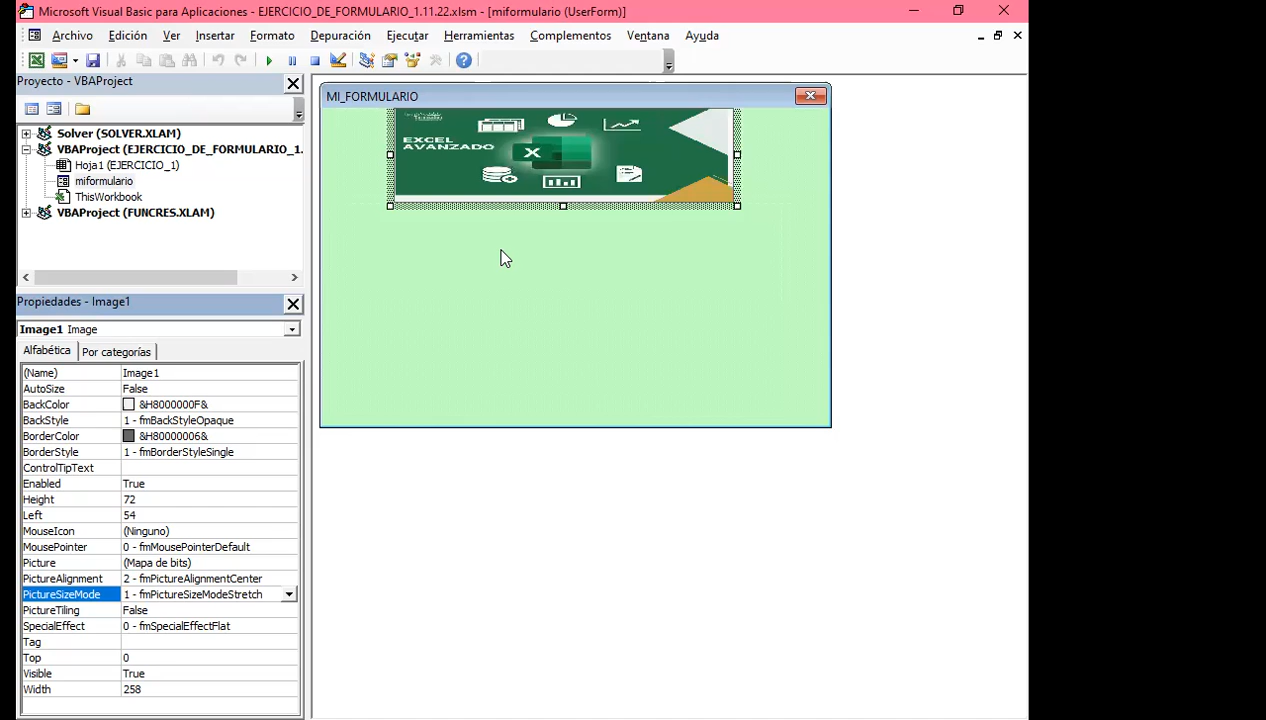 Microsoft Visual Basic para Aplicaciones - EJERCICIO_DE_FORMULARIO_1.11.22.xlsm - [miformulario (UserForm)]
Archivo Edición Ver Insertar Formato Depuración Ejecutar Herramientas Complementos Ventana Ayuda
Proyecto - VBAProject
Solver (SOLVER.XLAM)
VBAProject (EJERCICIO_DE_FORMULARIO_1.
Hoja1 (EJERCICIO_1)
miformulario
ThisWorkbook
VBAProject (FUNCRES.XLAM)
MI_FORMULARIO
EXCEL
AVANZADO
X
Propiedades - Image1
Image1 Image
Alfabética Por categorías
(Name) Image1
AutoSize False
BackColor &H8000000F&
BackStyle 1 - fmBackStyleOpaque
BorderColor &H80000006&
BorderStyle 1 - fmBorderStyleSingle
ControlTipText
Enabled True
Height 72
Left 54
MouseIcon (Ninguno)
MousePointer 0 - fmMousePointerDefault
Picture (Mapa de bits)
PictureAlignment 2 - fmPictureAlignmentCenter
PictureSizeMode 1 - fmPictureSizeModeStretch
PictureTiling False
SpecialEffect 0 - fmSpecialEffectFlat
Tag
Top 0
Visible True
Width 258